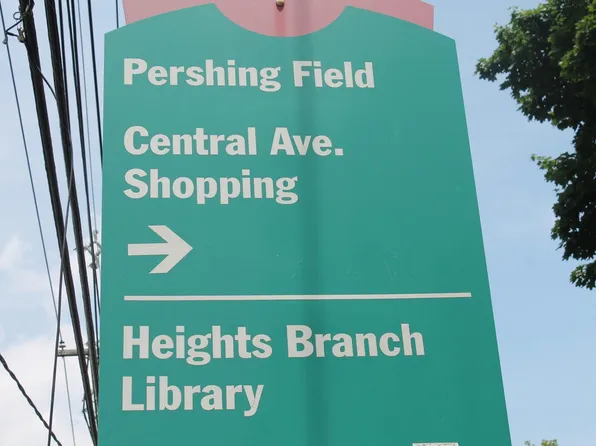 Pershing Field
Central Ave.
Shopping
Heights Branch
Library